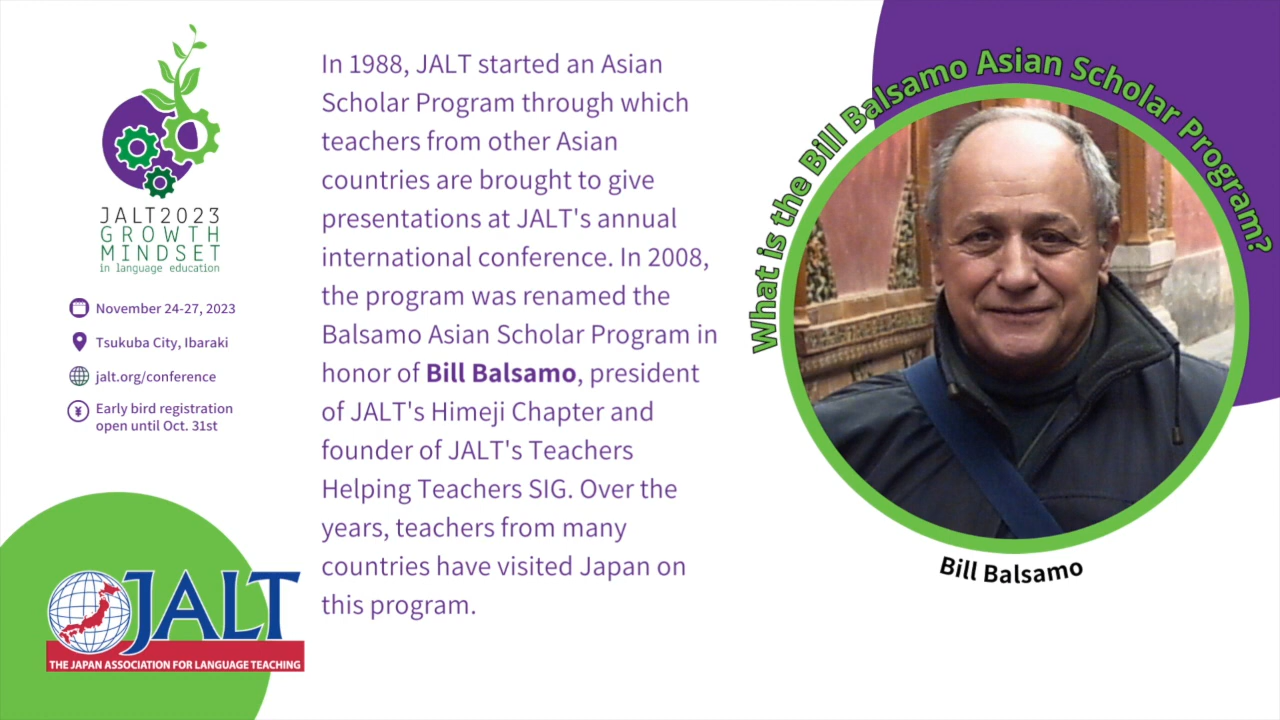 JALT2023
GROWTH
MINDSET
in language education
November 24-27, 2023
Tsukuba City, Ibaraki
jalt.org/conference
¥
Early bird registration
open until Oct. 31st
JALT
THE JAPAN ASSOCIATION FOR LANGUAGE TEACHING
In 1988, JALT started an Asian
Scholar Program through which
teachers from other Asian
countries are brought to give
presentations at JALT's annual
international conference. In 2008,
the program was renamed the
Balsamo Asian Scholar Program in
honor of Bill Balsamo, president
of JALT's Himeji Chapter and
founder of JALT's Teachers
Helping Teachers SIG. Over the
years, teachers from many
countries have visited Japan on
this program.
What is the Bill Balsamo Asian Scholar Program?
Bill Balsamo